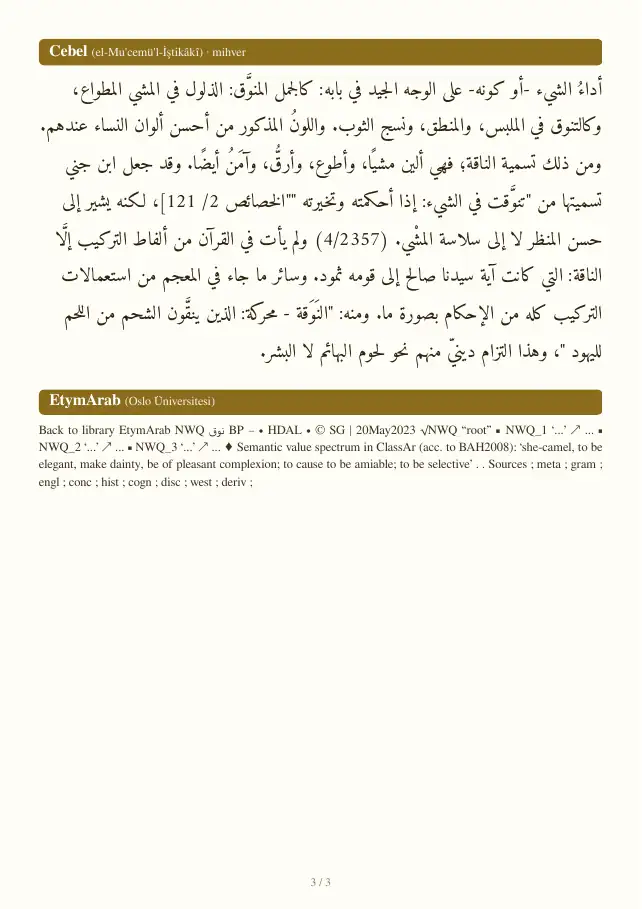 Cebel (el-Mu'cemü'l-İştikâkî) · mihver
أداءُ الشيء -أو كونه- على الوجه الجيد في بابه: كالجمل المنوَّق: الذلول في المشي المطواع،
وكالتنوق في الملبس، والمنطق، ونسج الثوب. واللونُ المذكور من أحسن ألوان النساء عندهم.
ومن ذلك تسمية الناقة؛ فهي ألين مشيًا، وأطوع، وأرقُّ، وآمَنُ أيضًا. وقد جعل ابن جني
تسميتها من "تنوَّقت في الشيء: إذا أحكمته وتخيرته ""الخصائص 2/ 121]، لكنه يشير إلى
حسن المنظر لا إلى سلاسة المشْي. (4/2357) ولم يأت في القرآن من ألفاط التركيب إلَّا
الناقة: التي كانت آية سيدنا صالح إلى قومه ثمود. وسائر ما جاء في المعجم من استعمالات
التركيب كله من الإحكام بصورة ما. ومنه: "النَوَقة - محركة: الذين ينقَّون الشحم من اللحم
لليهود "، وهذا التزام دينيّ منهم نحو لحوم البهائم لا البشر.
EtymArab (Oslo Üniversitesi)
Back to library EtymArab NWQ نوق BP – • HDAL • © SG | 20May2023 √NWQ “root” ▪ NWQ_1 ‘...’ ↗ ... ▪
NWQ_2 ‘...’ ↗ ... ▪ NWQ_3 ‘...’ ↗ ... ♦ Semantic value spectrum in ClassAr (acc. to BAH2008): ‘she-camel, to be
elegant, make dainty, be of pleasant complexion; to cause to be amiable; to be selective’ . . Sources ; meta ; gram ;
engl ; conc ; hist ; cogn ; disc ; west ; deriv ;
3 / 3